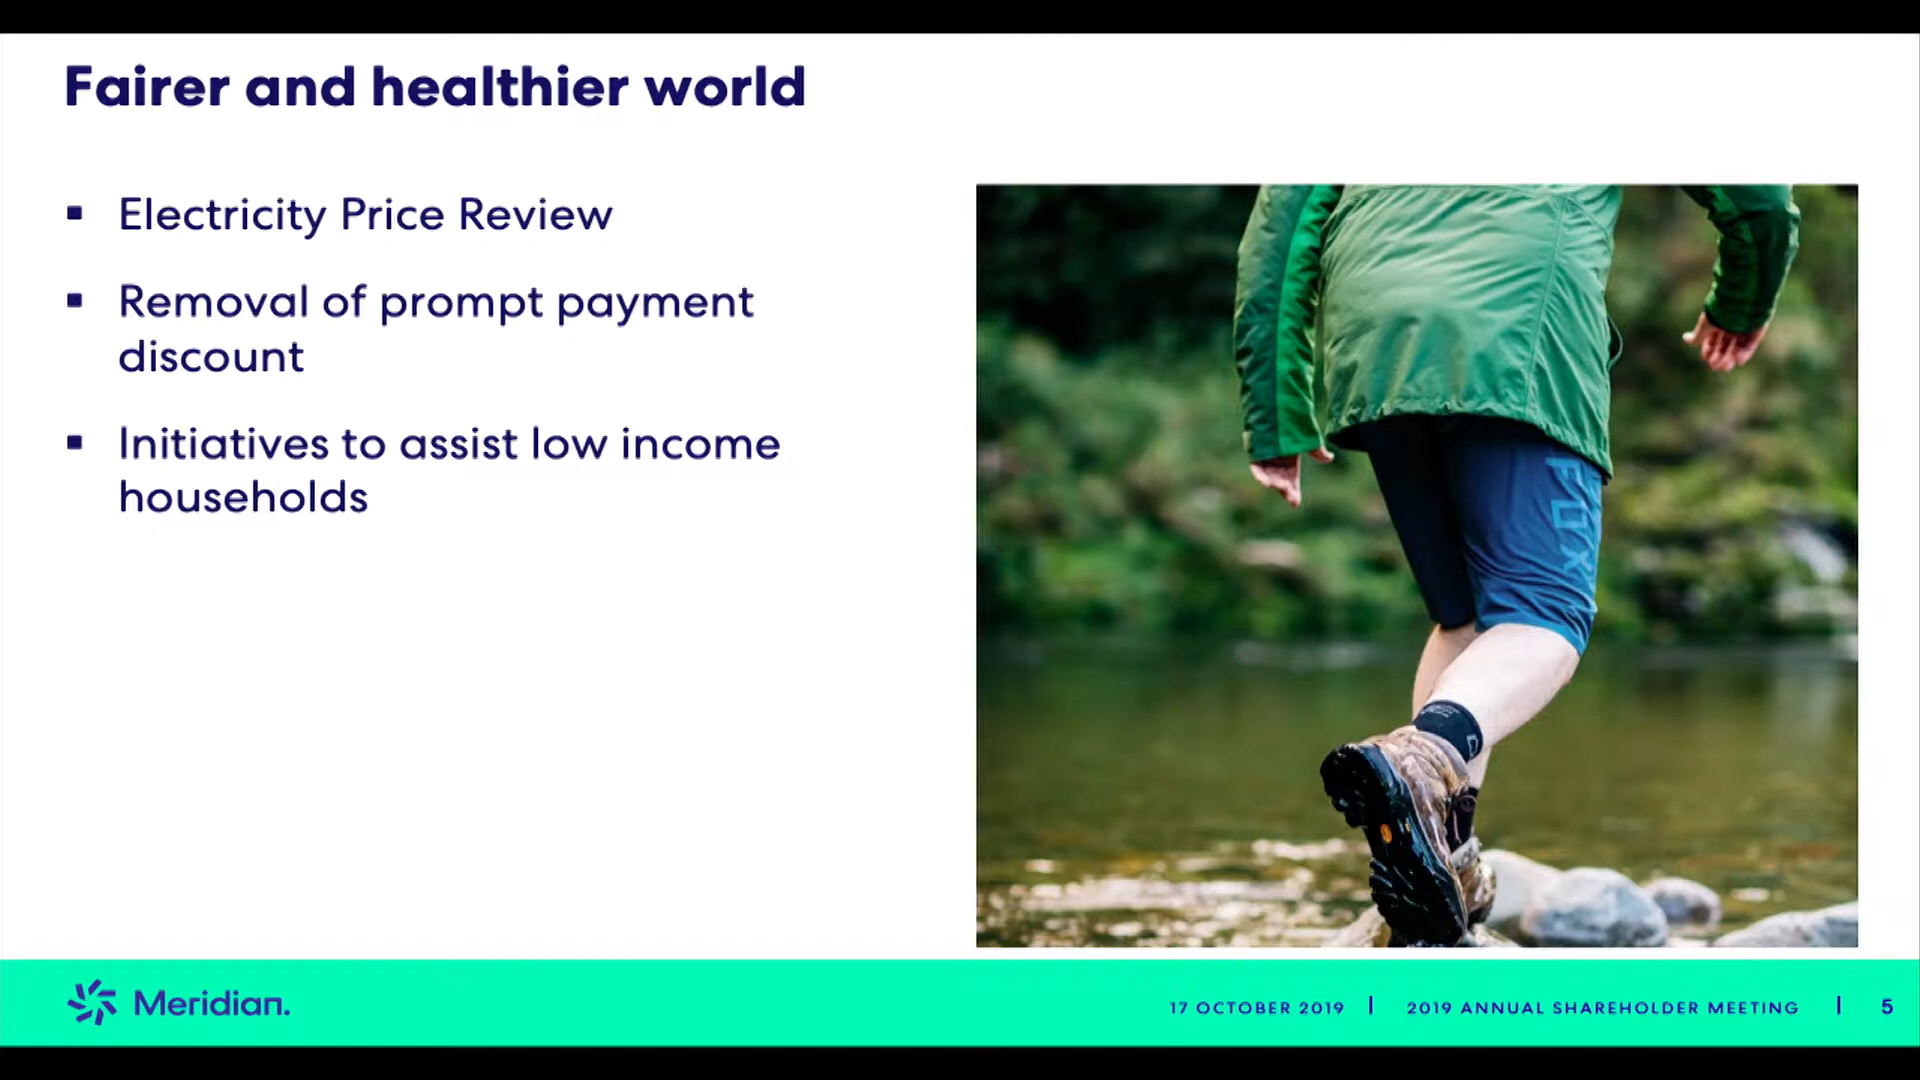 Fairer and healthier world
▪ Electricity Price Review
▪ Removal of prompt payment
discount
▪ Initiatives to assist low income
households
FOX
Meridian.
17 OCTOBER 2019 | 2019 ANNUAL SHAREHOLDER MEETING | 5